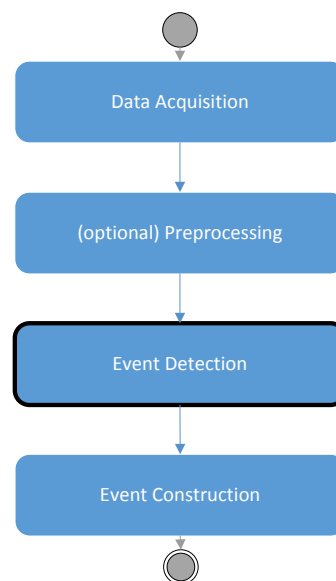 Data Acquisition
(optional) Preprocessing
Event Detection
Event Construction